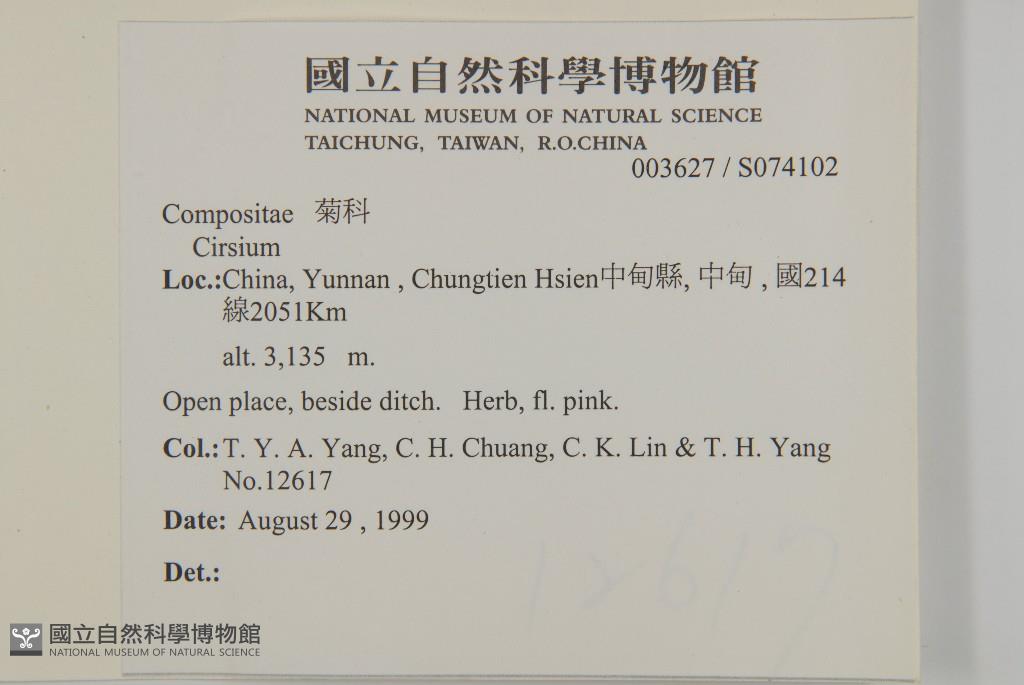 國立自然科學博物館
NATIONAL MUSEUM OF NATURAL SCIENCE
TAICHUNG, TAIWAN, R.O.CHINA
003627 / S074102
Compositae 菊科
Cirsium
Loc.:China, Yunnan , Chungtien Hsien中甸縣, 中甸 , 國214
線2051Km
alt. 3,135 m.
Open place, beside ditch. Herb, fl. pink.
Col.:T. Y. A. Yang, C. H. Chuang, C. K. Lin & T. H. Yang
No.12617
Date: August 29 , 1999
12617
Det.:
國立自然科學博物館
NATIONAL MUSEUM OF NATURAL SCIENCE